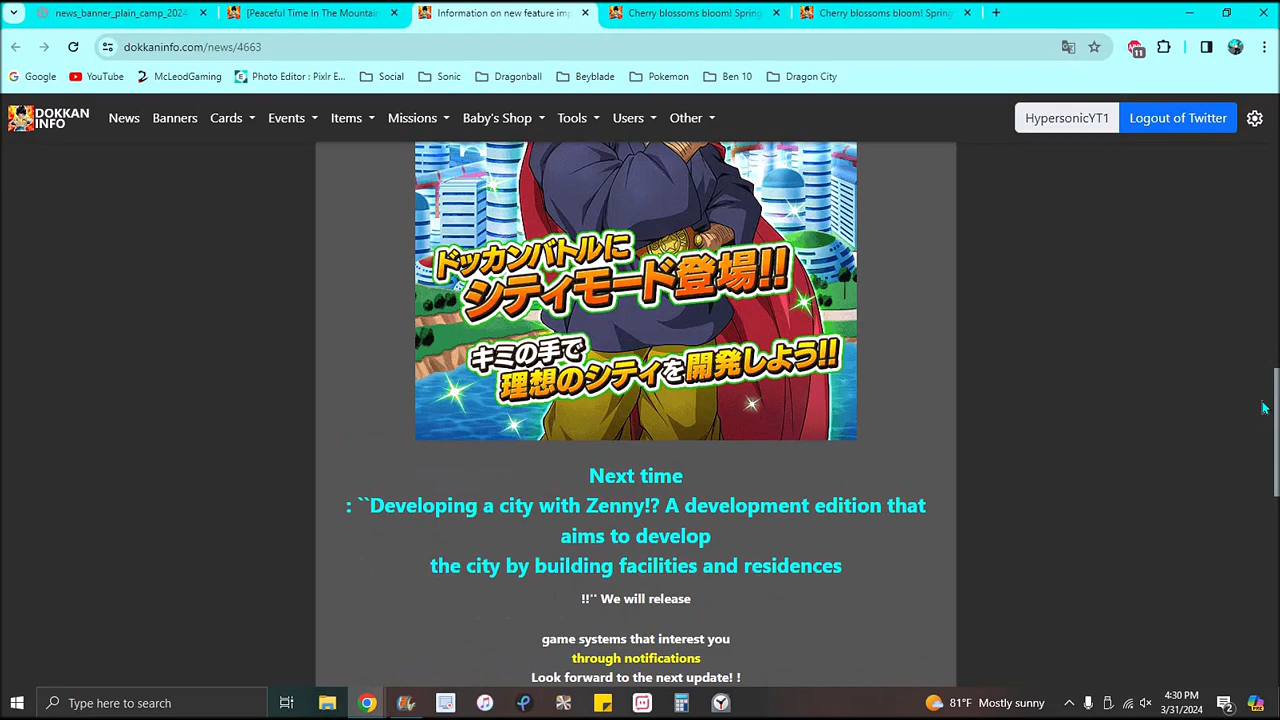 news_banner_plain_camp_2024
[Peaceful Time In The Mountain
Information on new feature imp
Cherry blossoms bloom! Spring
Cherry blossoms bloom! Spring
dokkaninfo.com/news/4663
11
Google
YouTube
McLeodGaming
Photo Editor : Pixlr E...
Social
Sonic
Dragonball
Beyblade
Pokemon
Ben 10
Dragon City
DOKKAN
INFO
News
Banners
Cards
Events
Items
Missions
Baby's Shop
Tools
Users
Other
HypersonicYT1
Logout of Twitter
ドッカンバトルに
シティモード登場!!
キミの手で
理想のシティを開発しよう!!
Next time
: ``Developing a city with Zenny!? A development edition that
aims to develop
the city by building facilities and residences
!!'' We will release
game systems that interest you
through notifications
Look forward to the next update! !
Type here to search
81°F Mostly sunny
4:30 PM
3/31/2024
2